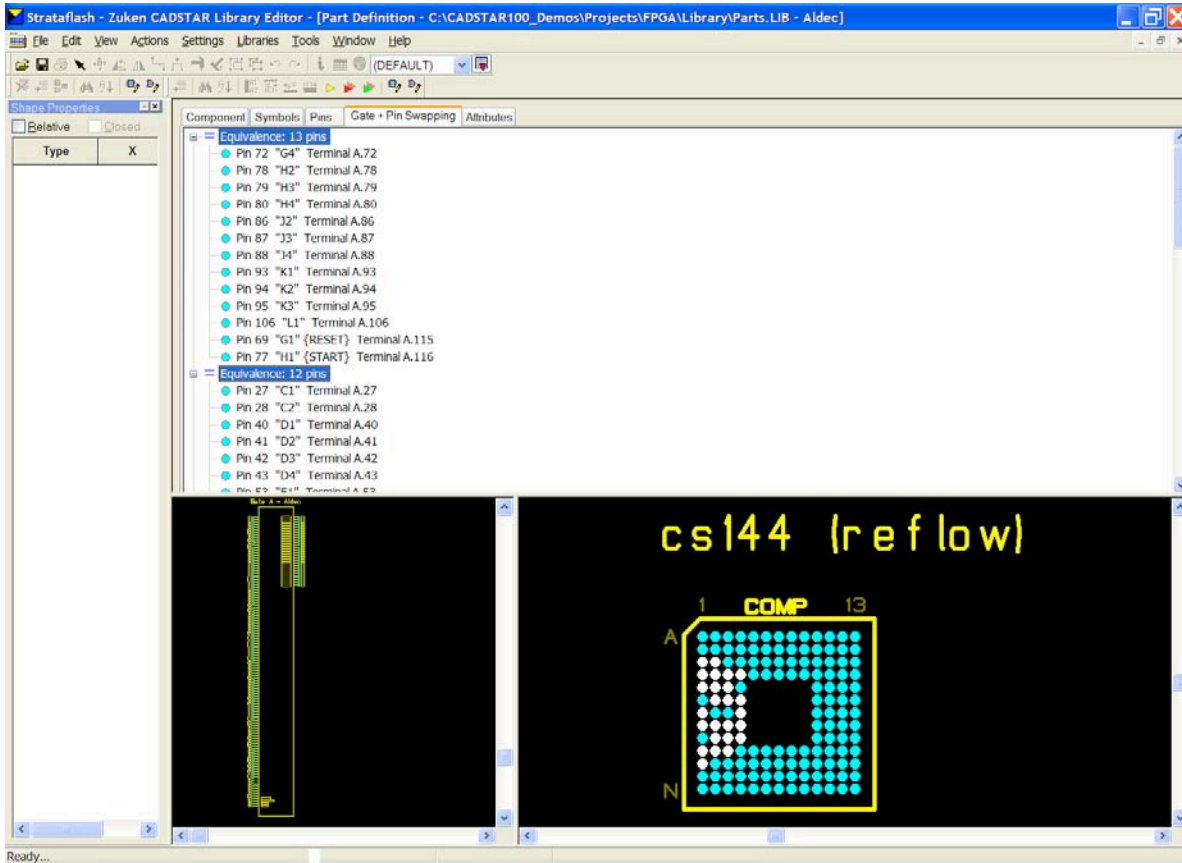 Strataflash - Zuken CADSTAR Library Editor - [Part Definition - C:\CADSTAR100_Demos\Projects\FPGA\Library\Parts.LIB - Aldec]
File Edit View Actions Settings Libraries Tools Window Help
(DEFAULT)
Shape Properties
Relative Closed
Type X
Component Symbols Pins Gate + Pin Swapping Attributes
Equivalence: 13 pins
Pin 72 "G4" Terminal A.72
Pin 78 "H2" Terminal A.78
Pin 79 "H3" Terminal A.79
Pin 80 "H4" Terminal A.80
Pin 86 "J2" Terminal A.86
Pin 87 "J3" Terminal A.87
Pin 88 "J4" Terminal A.88
Pin 93 "K1" Terminal A.93
Pin 94 "K2" Terminal A.94
Pin 95 "K3" Terminal A.95
Pin 106 "L1" Terminal A.106
Pin 69 "G1" {RESET} Terminal A.115
Pin 77 "H1" {START} Terminal A.116
Equivalence: 12 pins
Pin 27 "C1" Terminal A.27
Pin 28 "C2" Terminal A.28
Pin 40 "D1" Terminal A.40
Pin 41 "D2" Terminal A.41
Pin 42 "D3" Terminal A.42
Pin 43 "D4" Terminal A.43
Pin 53 "E1" Terminal A.53
Gate A - Aldec
cs144 (reflow)
1 COMP 13
A
N
Ready...